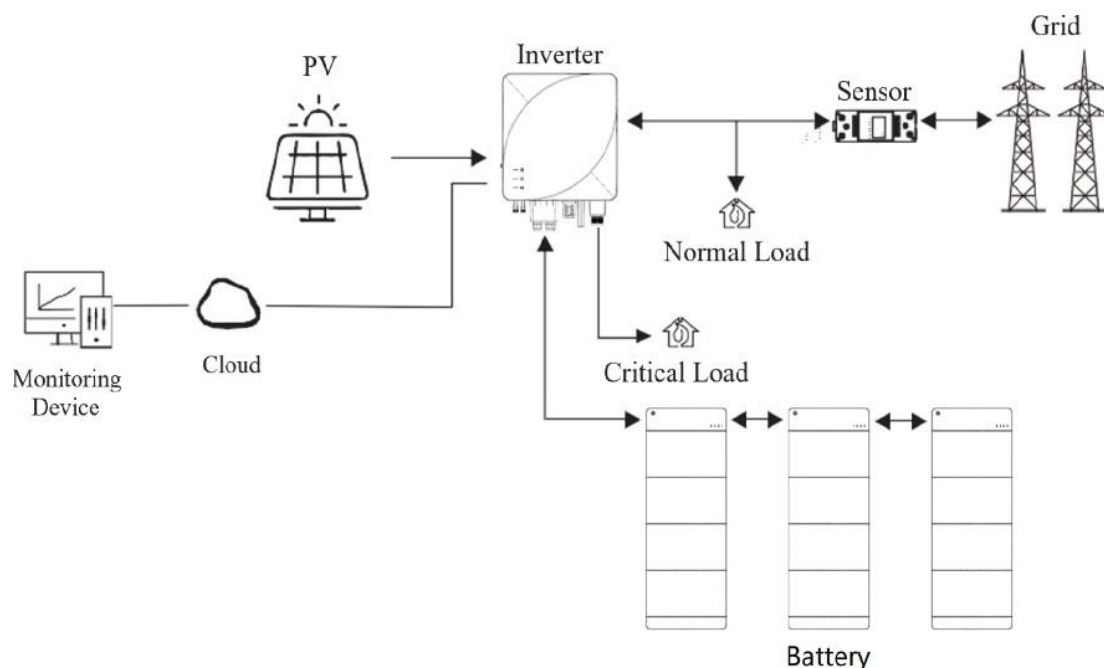 Grid
Inverter
PV
Sensor
Normal Load
Cloud
Critical Load
Monitoring
Device
Battery